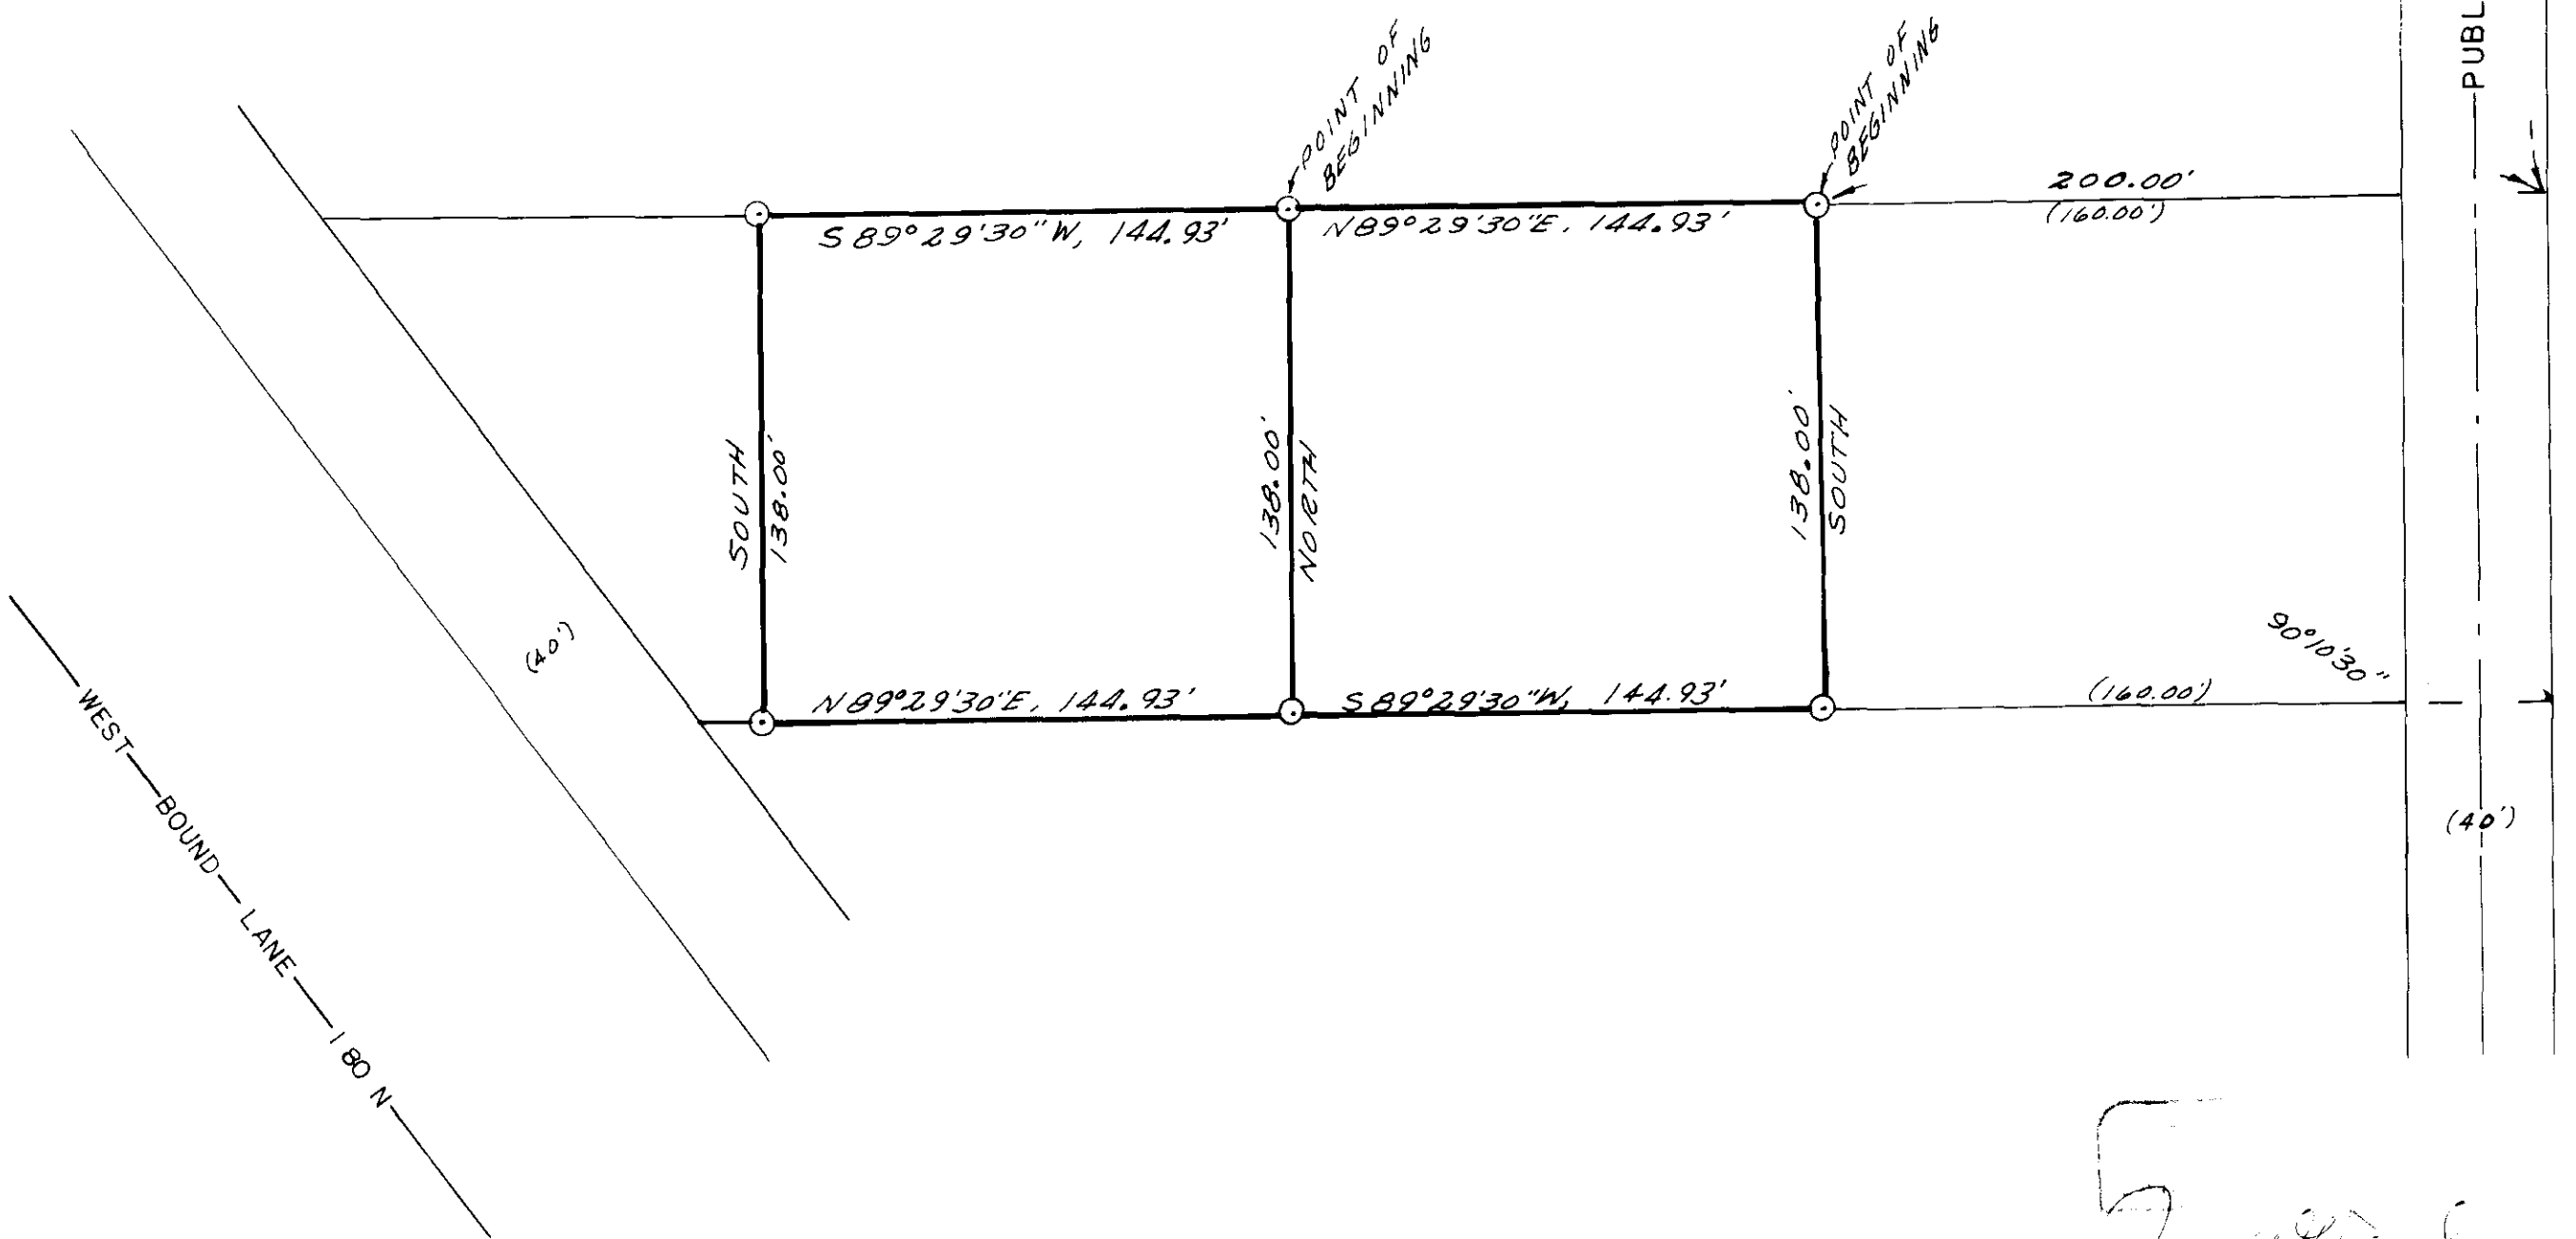 PUBL
POINT OF
BEGINNING
POINT OF
BEGINNING
200.00'
(160.00')
S 89° 29' 30" W, 144.93'
N 89° 29' 30" E, 144.93'
SOUTH
138.00'
138.00'
NORTH
138.00'
SOUTH
90° 10' 30"
(40')
N 89° 29' 30" E, 144.93'
S 89° 29' 30" W, 144.93'
(160.00')
(40')
WEST BOUND LANE I 80 N
5